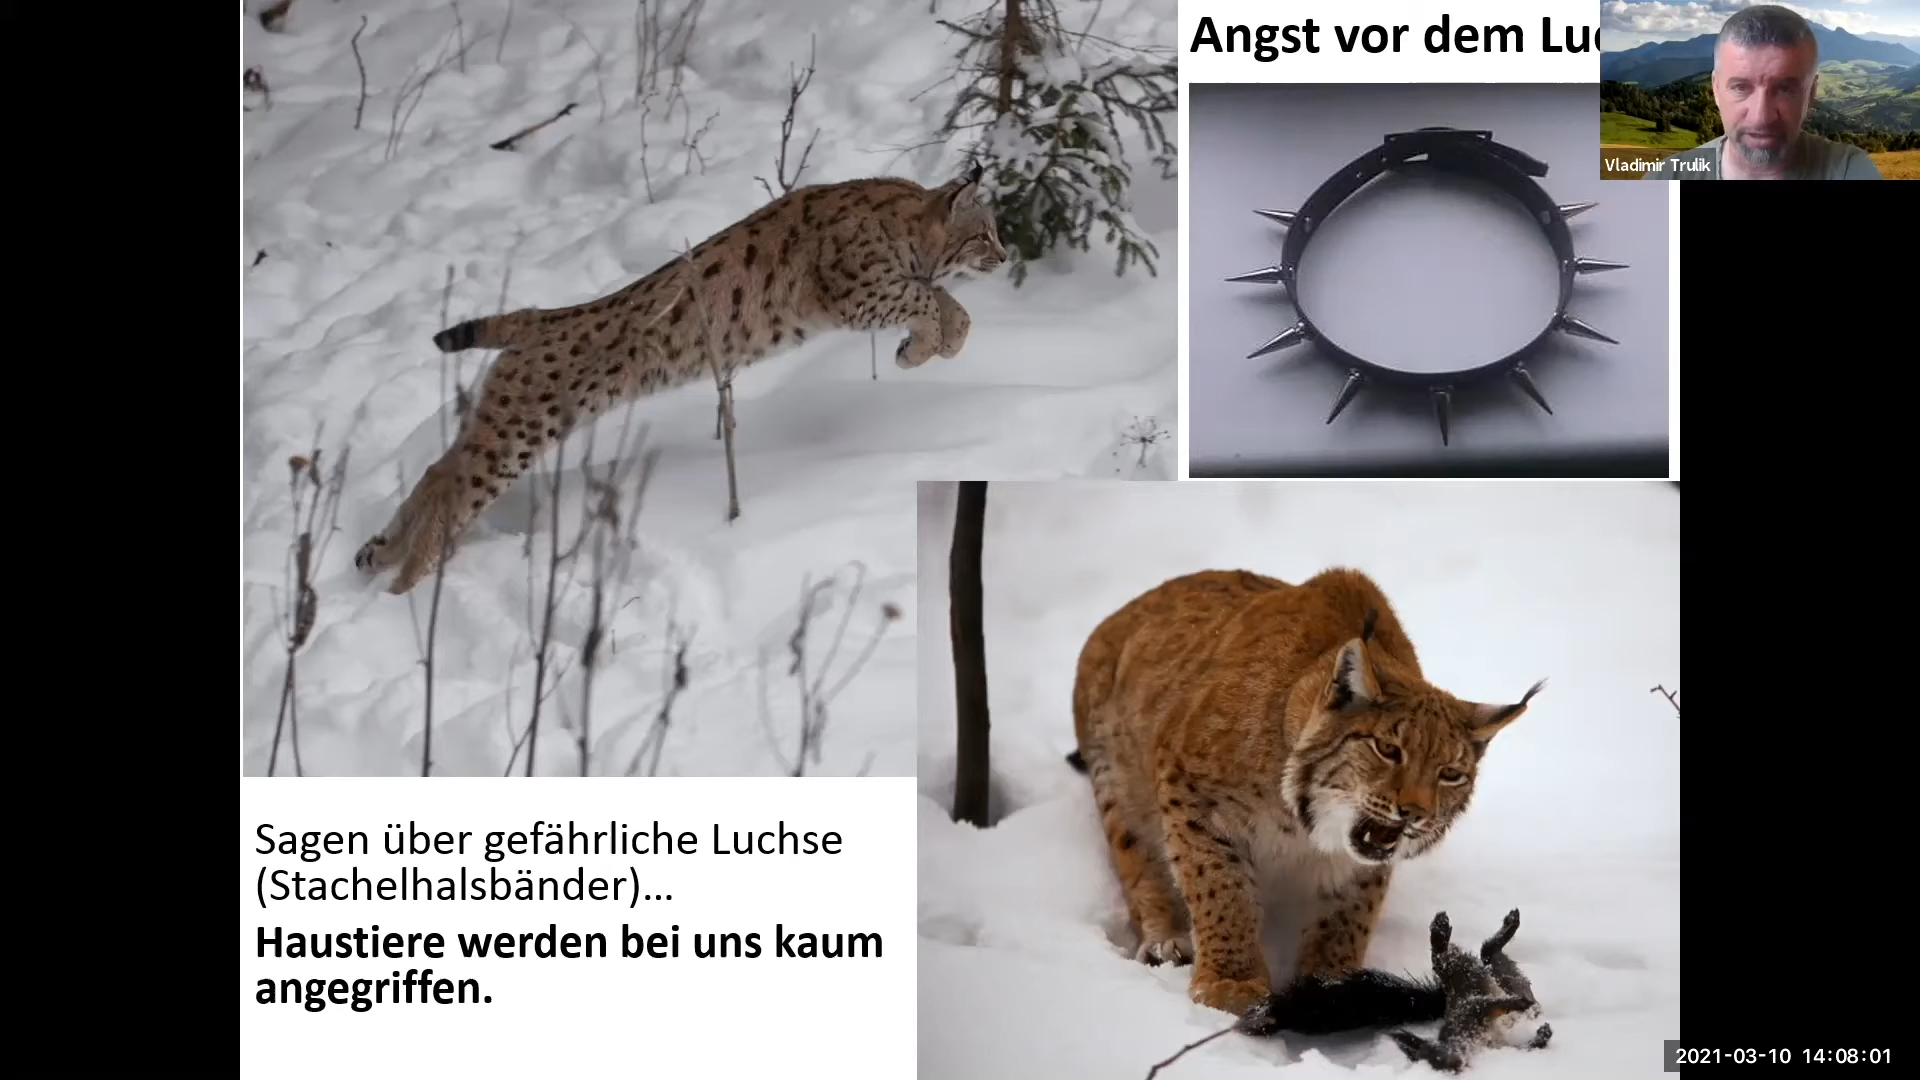 Angst vor dem Lu
Vladimir Trulik
Sagen über gefährliche Luchse
(Stachelhalsbänder)...
Haustiere werden bei uns kaum
angegriffen.
2021-03-10 14:08:01